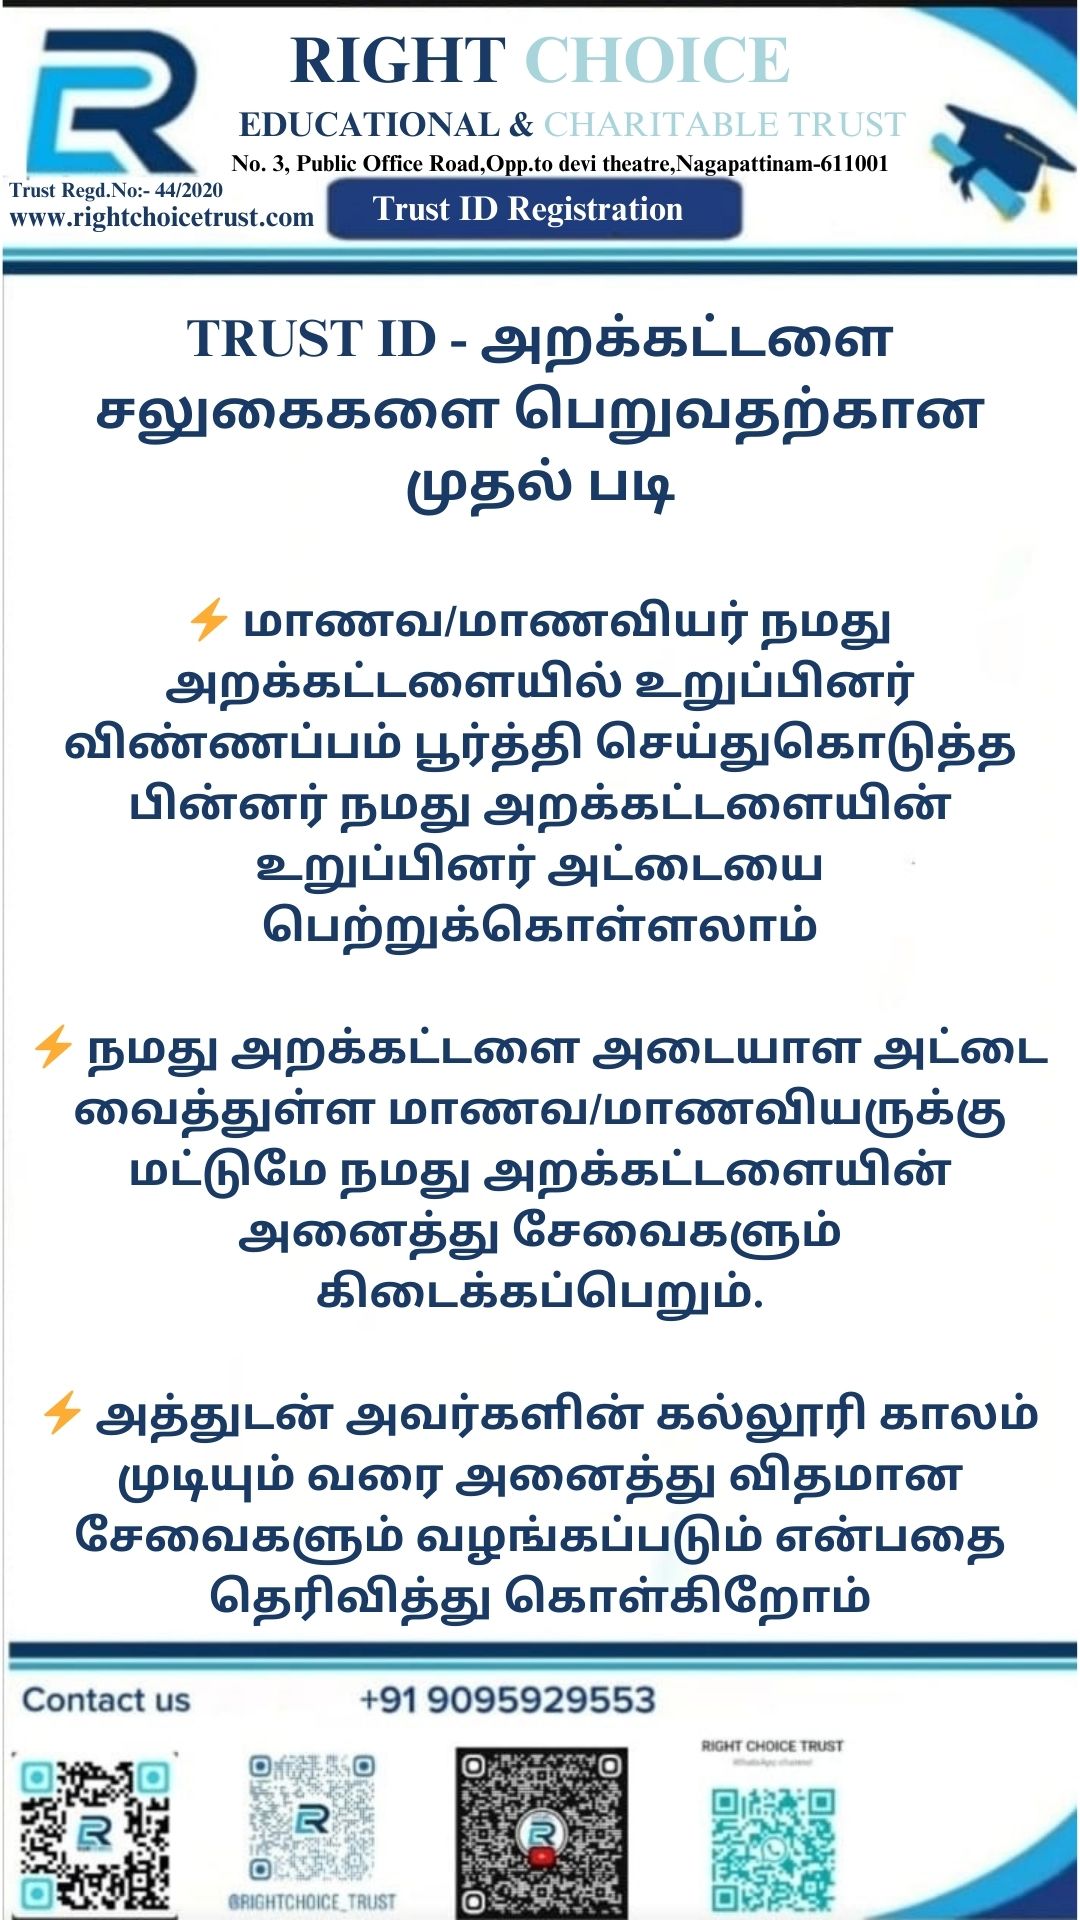 RIGHT CHOICE
EDUCATIONAL & CHARITABLE TRUST
No. 3, Public Office Road,Opp.to devi theatre,Nagapattinam-611001
Trust Regd.No:- 44/2020
www.rightchoicetrust.com
Trust ID Registration
TRUST ID - அறக்கட்டளை
சலுகைகளை பெறுவதற்கான
முதல் படி
⚡ மாணவ/மாணவியர் நமது
அறக்கட்டளையில் உறுப்பினர்
விண்ணப்பம் பூர்த்தி செய்துகொடுத்த
பின்னர் நமது அறக்கட்டளையின்
உறுப்பினர் அட்டையை
பெற்றுக்கொள்ளலாம்
⚡ நமது அறக்கட்டளை அடையாள அட்டை
வைத்துள்ள மாணவ/மாணவியருக்கு
மட்டுமே நமது அறக்கட்டளையின்
அனைத்து சேவைகளும்
கிடைக்கப்பெறும்.
⚡ அத்துடன் அவர்களின் கல்லூரி காலம்
முடியும் வரை அனைத்து விதமான
சேவைகளும் வழங்கப்படும் என்பதை
தெரிவித்து கொள்கிறோம்
Contact us +91 9095929553
RIGHT CHOICE TRUST
WhatsApp channel
@RIGHTCHOICE_TRUST